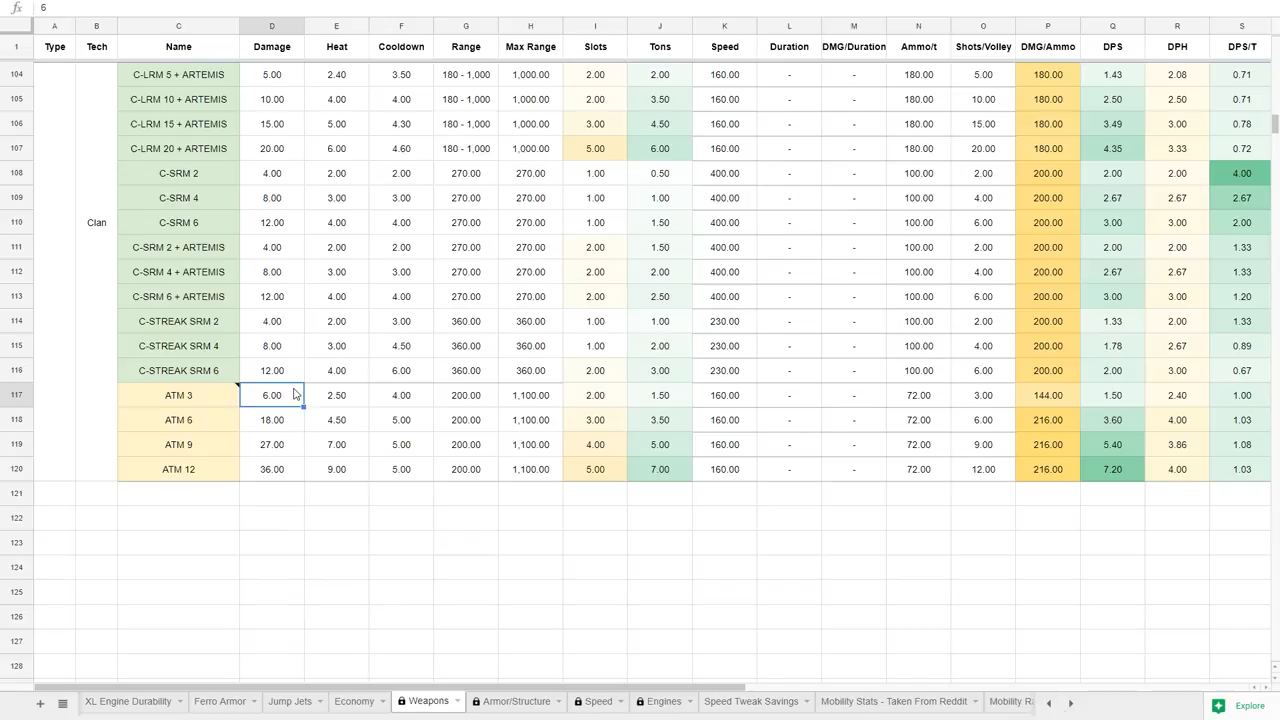 fx 6
A B C D E F G H I J K L M N O P Q R S
1 Type Tech Name Damage Heat Cooldown Range Max Range Slots Tons Speed Duration DMG/Duration Ammo/t Shots/Volley DMG/Ammo DPS DPH DPS/T
104 C-LRM 5 + ARTEMIS 5.00 2.40 3.50 180 - 1,000 1,000.00 2.00 2.00 160.00 - - 180.00 5.00 180.00 1.43 2.08 0.71
105 C-LRM 10 + ARTEMIS 10.00 4.00 4.00 180 - 1,000 1,000.00 2.00 3.50 160.00 - - 180.00 10.00 180.00 2.50 2.50 0.71
106 C-LRM 15 + ARTEMIS 15.00 5.00 4.30 180 - 1,000 1,000.00 3.00 4.50 160.00 - - 180.00 15.00 180.00 3.49 3.00 0.78
107 C-LRM 20 + ARTEMIS 20.00 6.00 4.60 180 - 1,000 1,000.00 5.00 6.00 160.00 - - 180.00 20.00 180.00 4.35 3.33 0.72
108 C-SRM 2 4.00 2.00 2.00 270.00 270.00 1.00 0.50 400.00 - - 100.00 2.00 200.00 2.00 2.00 4.00
109 C-SRM 4 8.00 3.00 3.00 270.00 270.00 1.00 1.00 400.00 - - 100.00 4.00 200.00 2.67 2.67 2.67
110 Clan C-SRM 6 12.00 4.00 4.00 270.00 270.00 1.00 1.50 400.00 - - 100.00 6.00 200.00 3.00 3.00 2.00
111 C-SRM 2 + ARTEMIS 4.00 2.00 2.00 270.00 270.00 2.00 1.50 400.00 - - 100.00 2.00 200.00 2.00 2.00 1.33
112 C-SRM 4 + ARTEMIS 8.00 3.00 3.00 270.00 270.00 2.00 2.00 400.00 - - 100.00 4.00 200.00 2.67 2.67 1.33
113 C-SRM 6 + ARTEMIS 12.00 4.00 4.00 270.00 270.00 2.00 2.50 400.00 - - 100.00 6.00 200.00 3.00 3.00 1.20
114 C-STREAK SRM 2 4.00 2.00 3.00 360.00 360.00 1.00 1.00 230.00 - - 100.00 2.00 200.00 1.33 2.00 1.33
115 C-STREAK SRM 4 8.00 3.00 4.50 360.00 360.00 1.00 2.00 230.00 - - 100.00 4.00 200.00 1.78 2.67 0.89
116 C-STREAK SRM 6 12.00 4.00 6.00 360.00 360.00 2.00 3.00 230.00 - - 100.00 6.00 200.00 2.00 3.00 0.67
117 ATM 3 6.00 2.50 4.00 200.00 1,100.00 2.00 1.50 160.00 - - 72.00 3.00 144.00 1.50 2.40 1.00
118 ATM 6 18.00 4.50 5.00 200.00 1,100.00 3.00 3.50 160.00 - - 72.00 6.00 216.00 3.60 4.00 1.03
119 ATM 9 27.00 7.00 5.00 200.00 1,100.00 4.00 5.00 160.00 - - 72.00 9.00 216.00 5.40 3.86 1.08
120 ATM 12 36.00 9.00 5.00 200.00 1,100.00 5.00 7.00 160.00 - - 72.00 12.00 216.00 7.20 4.00 1.03
121
122
123
124
125
126
127
128
XL Engine Durability Ferro Armor Jump Jets Economy Weapons Armor/Structure Speed Engines Speed Tweak Savings Mobility Stats - Taken From Reddit Mobility R Explore